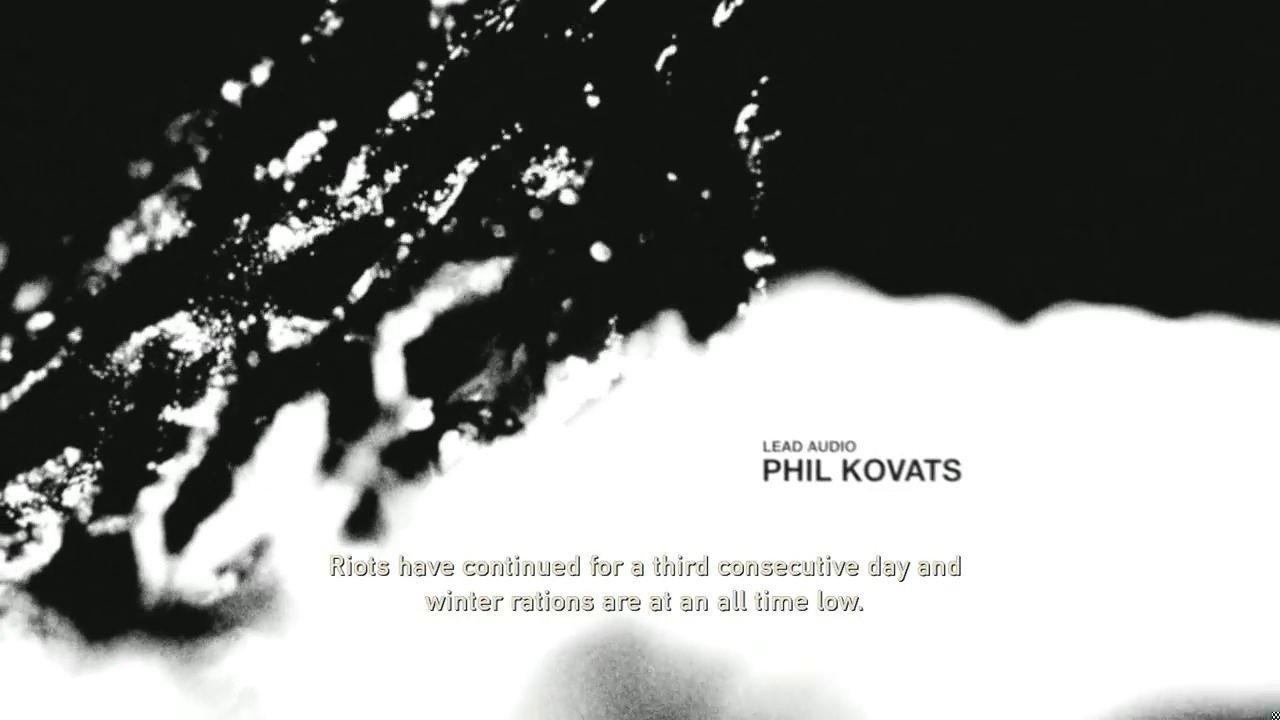 LEAD AUDIO
PHIL KOVATS
Riots have continued for a third consecutive day and
winter rations are at an all time low.